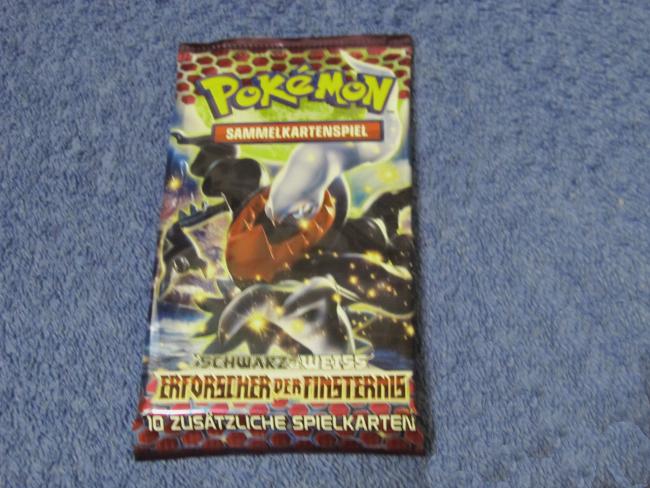 POKéMON
SAMMELKARTENSPIEL
SCHWARZ & WEISS
ERFORSCHER DER FINSTERNIS
10 ZUSÄTZLICHE SPIELKARTEN